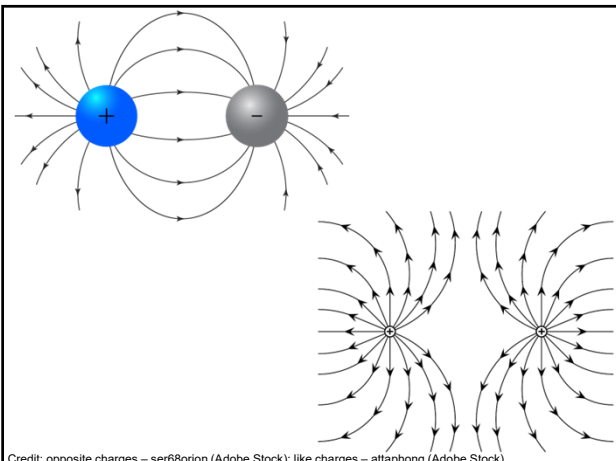 +
-
+
+
Credit: opposite charges – ser68orion (Adobe Stock); like charges – attaphong (Adobe Stock)